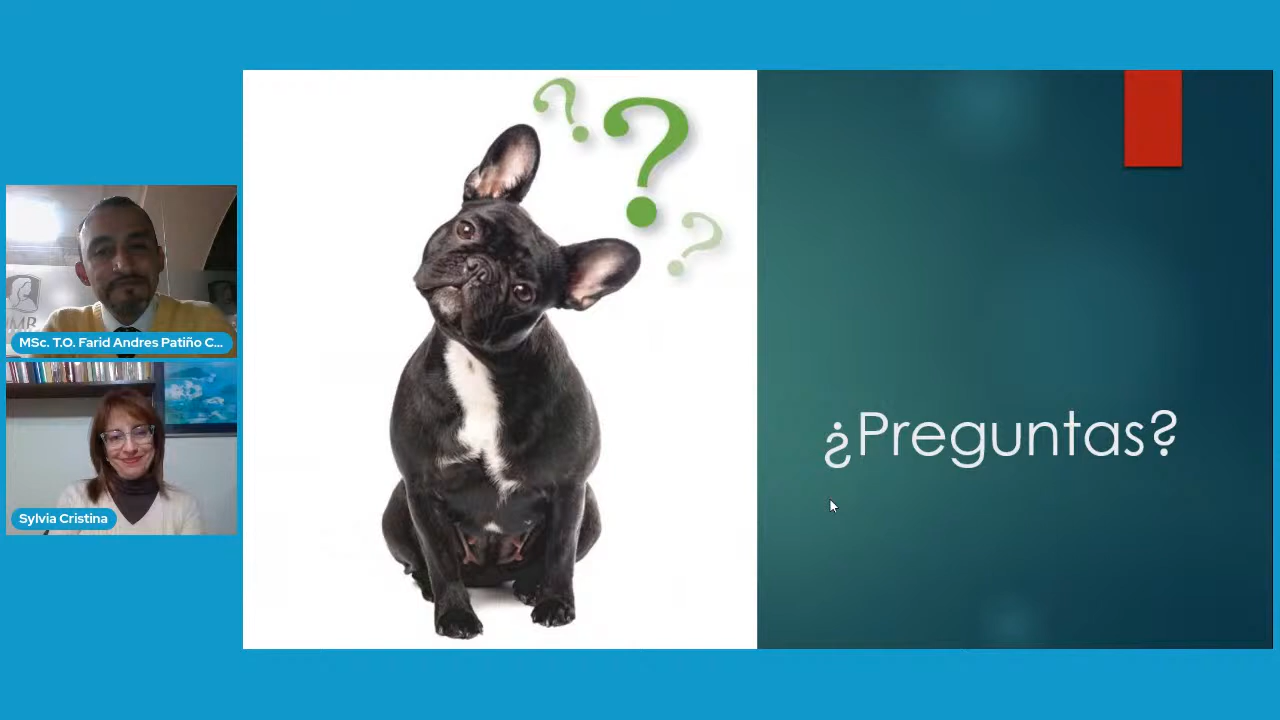 MSc. T.O. Farid Andres Patiño C...
Sylvia Cristina
? ? ?
¿Preguntas?